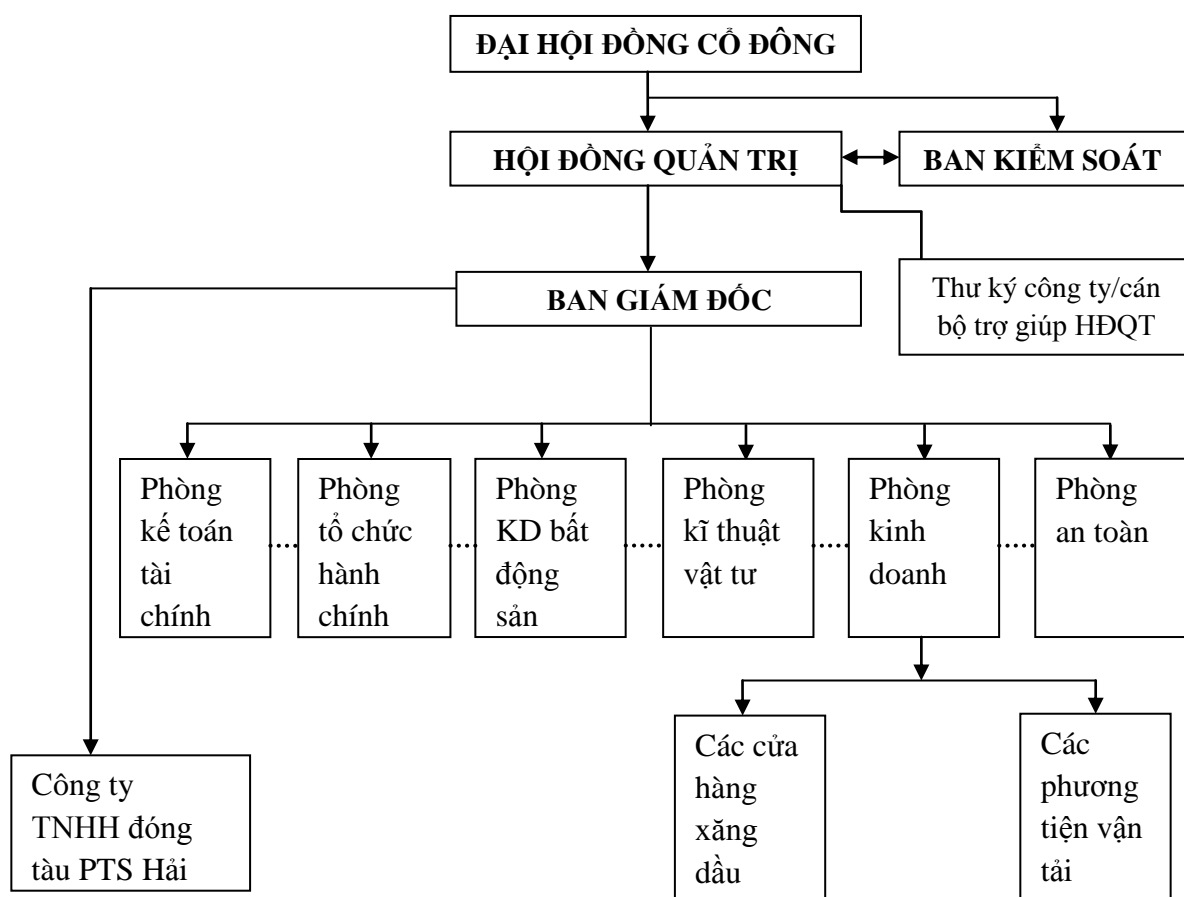 ĐẠI HỘI ĐỒNG CỔ ĐÔNG
HỘI ĐỒNG QUẢN TRỊ
BAN KIỂM SOÁT
BAN GIÁM ĐỐC
Thư ký công ty/cán
bộ trợ giúp HĐQT
Phòng
kế toán
tài
chính
Phòng
tổ chức
hành
chính
Phòng
KD bất
động
sản
Phòng
kĩ thuật
vật tư
Phòng
kinh
doanh
Phòng
an toàn
Công ty
TNHH đóng
tàu PTS Hải
Các cửa
hàng
xăng
dầu
Các
phương
tiện vận
tải